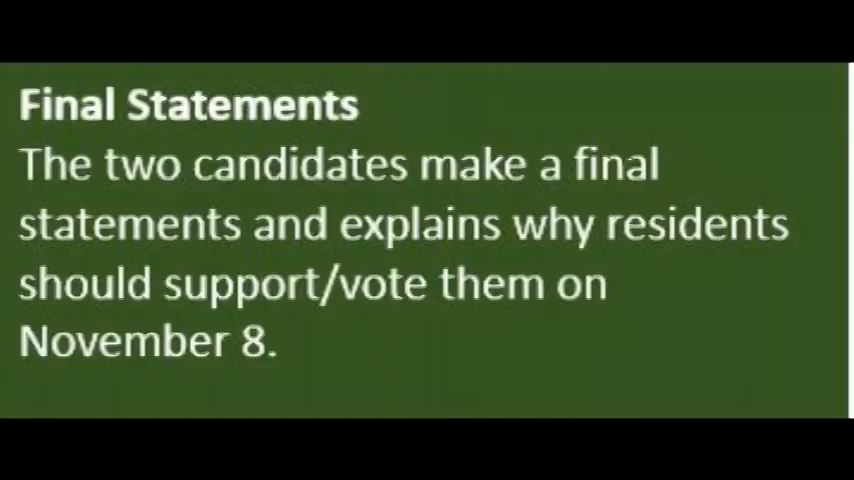 Final Statements
The two candidates make a final
statements and explains why residents
should support/vote them on
November 8.